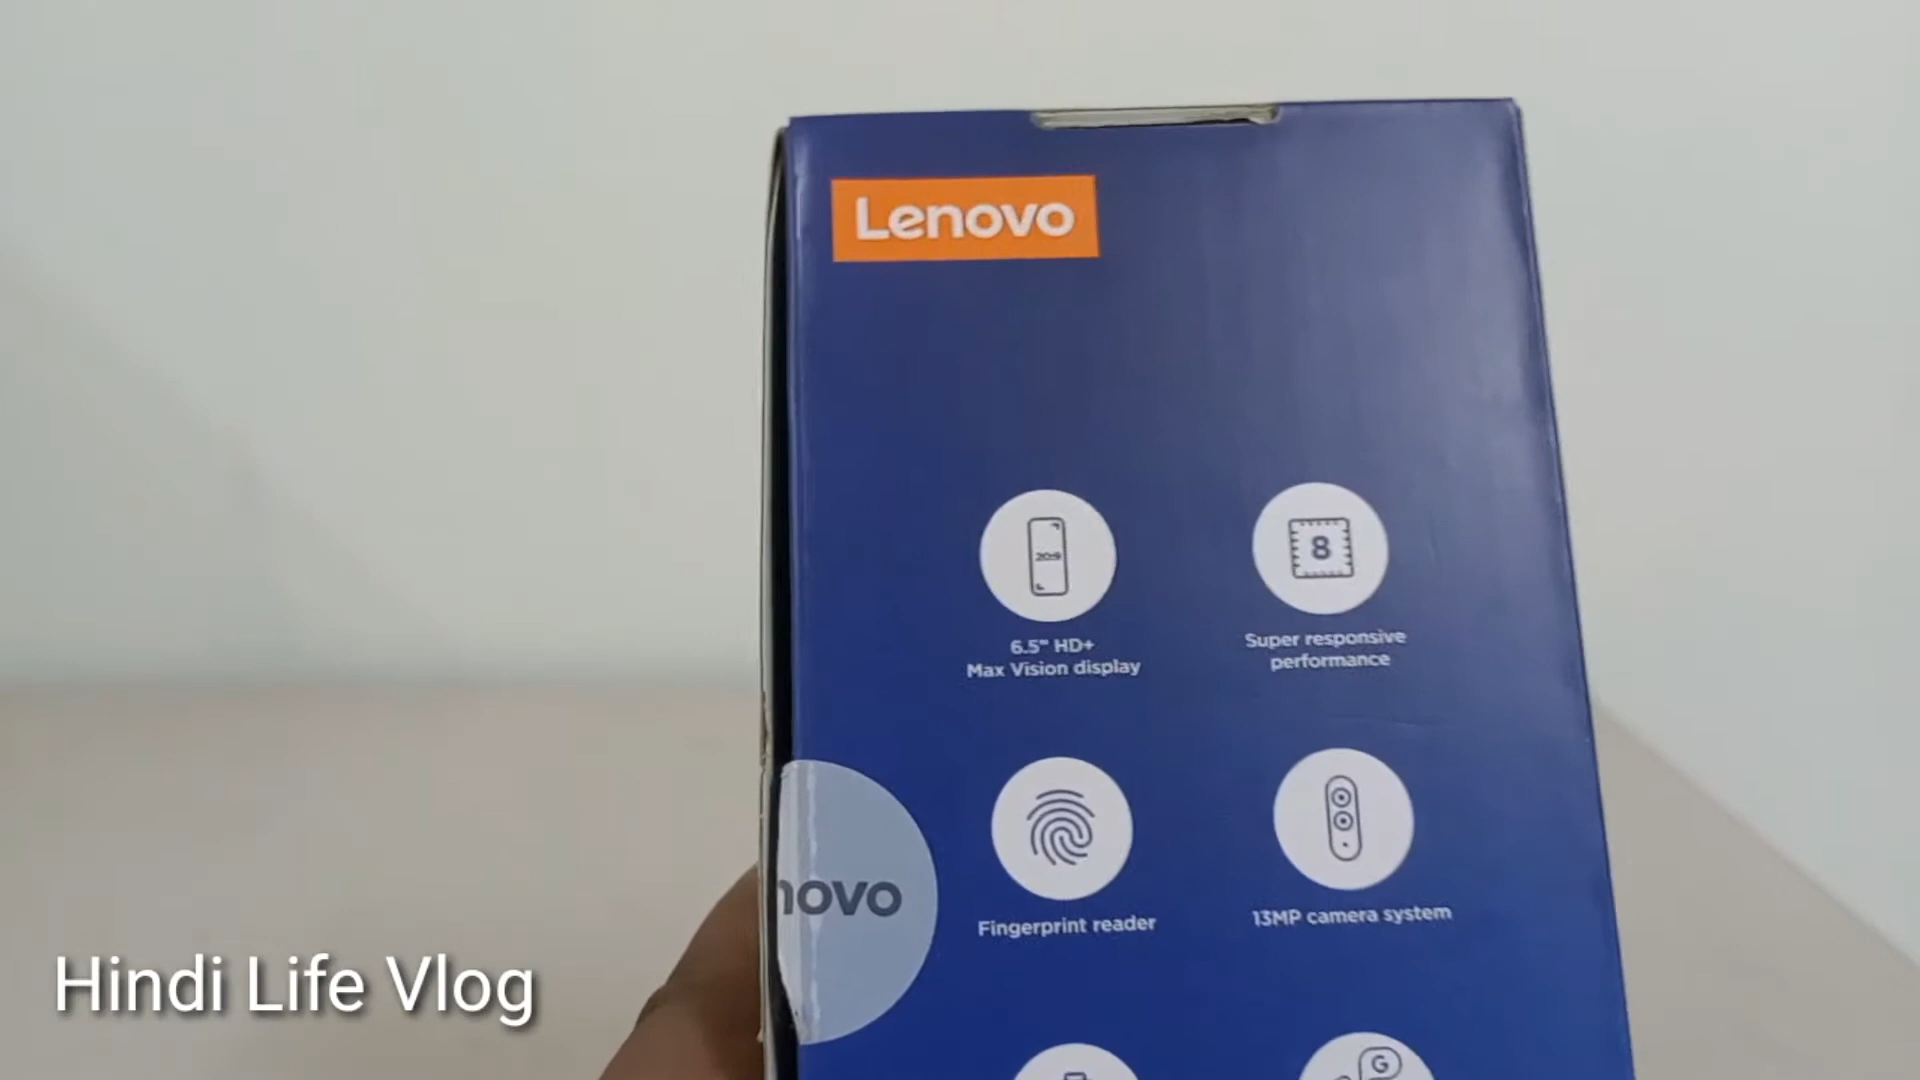 Lenovo
20:9
8
6.5" HD+
Max Vision display
Super responsive
performance
novo
Fingerprint reader
13MP camera system
G
Hindi Life Vlog